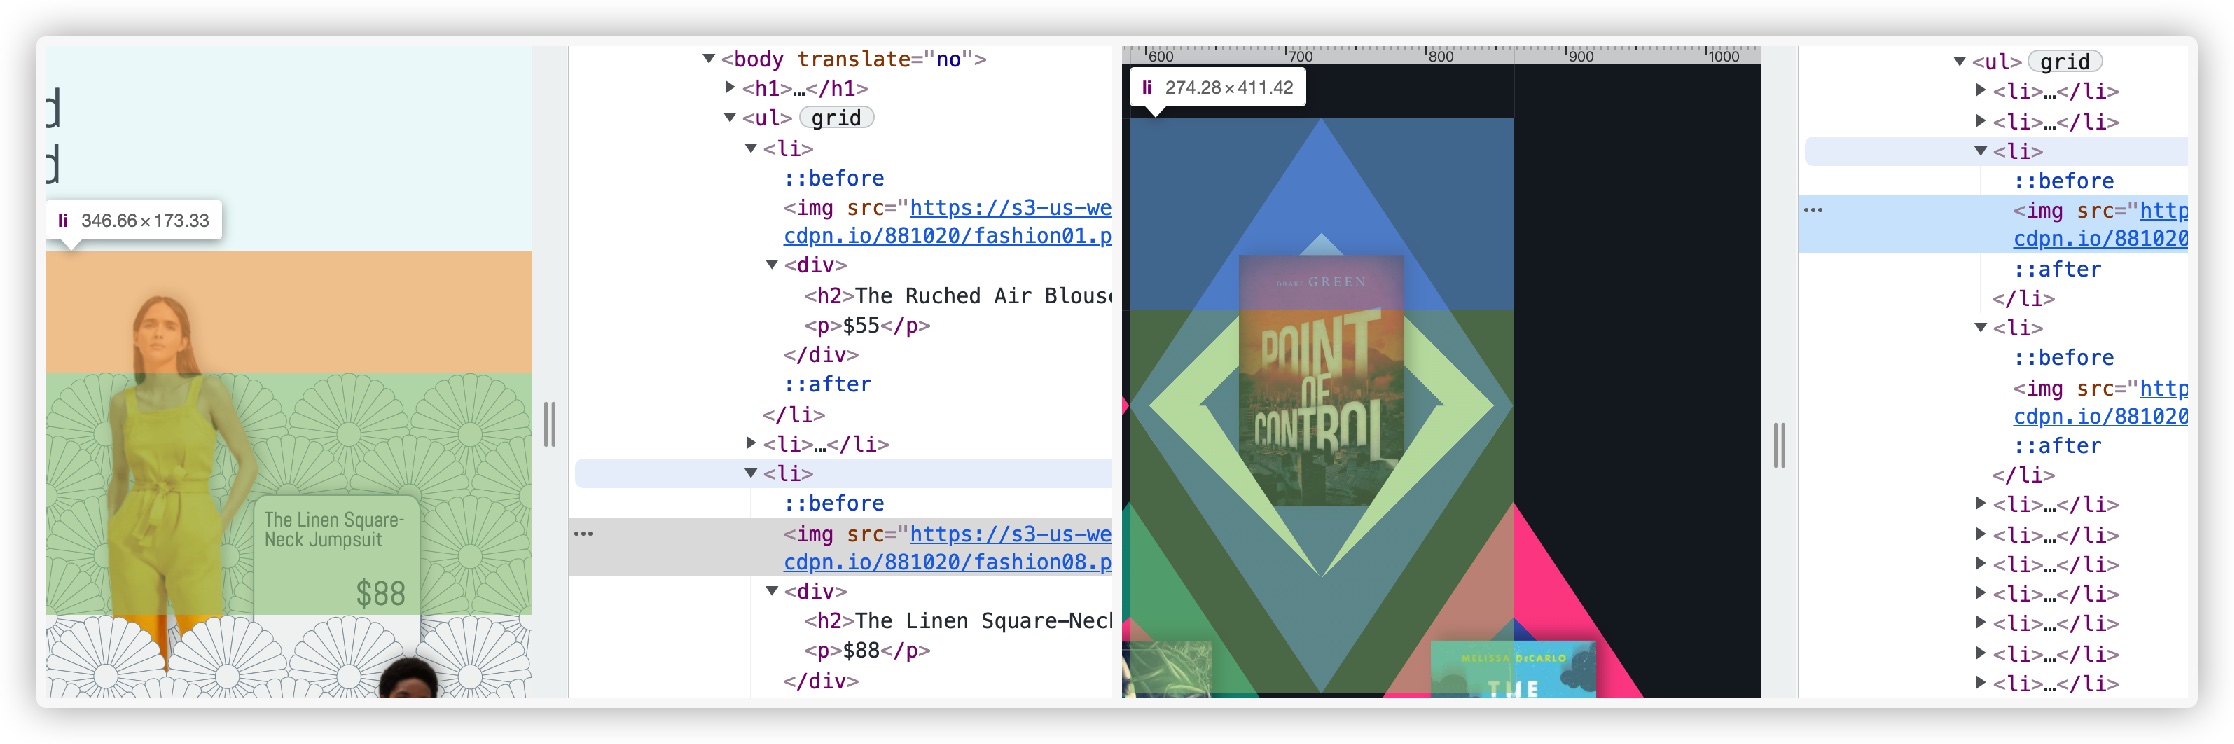 d
d
li 346.66 × 173.33
The Linen Square-
Neck Jumpsuit
$88
▼<body translate="no">
▶<h1>…</h1>
▼<ul> grid
▼<li>
::before
<img src="https://s3-us-we
cdpn.io/881020/fashion01.p
▼<div>
<h2>The Ruched Air Blouse
<p>$55</p>
</div>
::after
</li>
▶<li>…</li>
▼<li>
::before
<img src="https://s3-us-we
cdpn.io/881020/fashion08.p
▼<div>
<h2>The Linen Square-Neck
<p>$88</p>
</div>
600 700 800 900 1000
li 274.28 × 411.42
GREEN
POINT
OF
CONTROL
MELISSA DECARLO
THE
▼<ul> grid
▶<li>…</li>
▶<li>…</li>
▼<li>
::before
<img src="http
cdpn.io/881020
::after
</li>
▼<li>
::before
<img src="http
cdpn.io/881020
::after
</li>
▶<li>…</li>
▶<li>…</li>
▶<li>…</li>
▶<li>…</li>
▶<li>…</li>
▶<li>…</li>
▶<li>…</li>